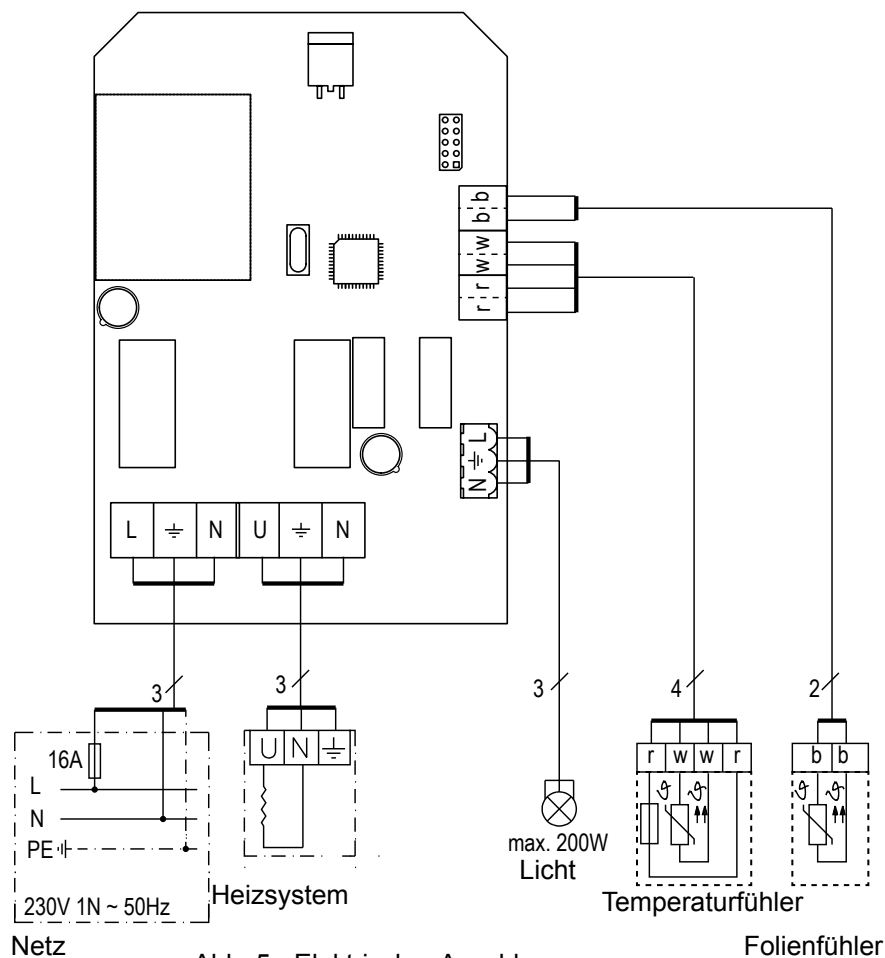 b b
w w
r r
L ⏚ N
L ⏚ N U ⏚ N
3
3
3
4
2
16A
L
N
PE
230V 1N ~ 50Hz
Netz
U N ⏚
Heizsystem
max. 200W
Licht
r w w r
ϑ ϑ
Temperaturfühler
b b
ϑ ϑ
Folienfühler